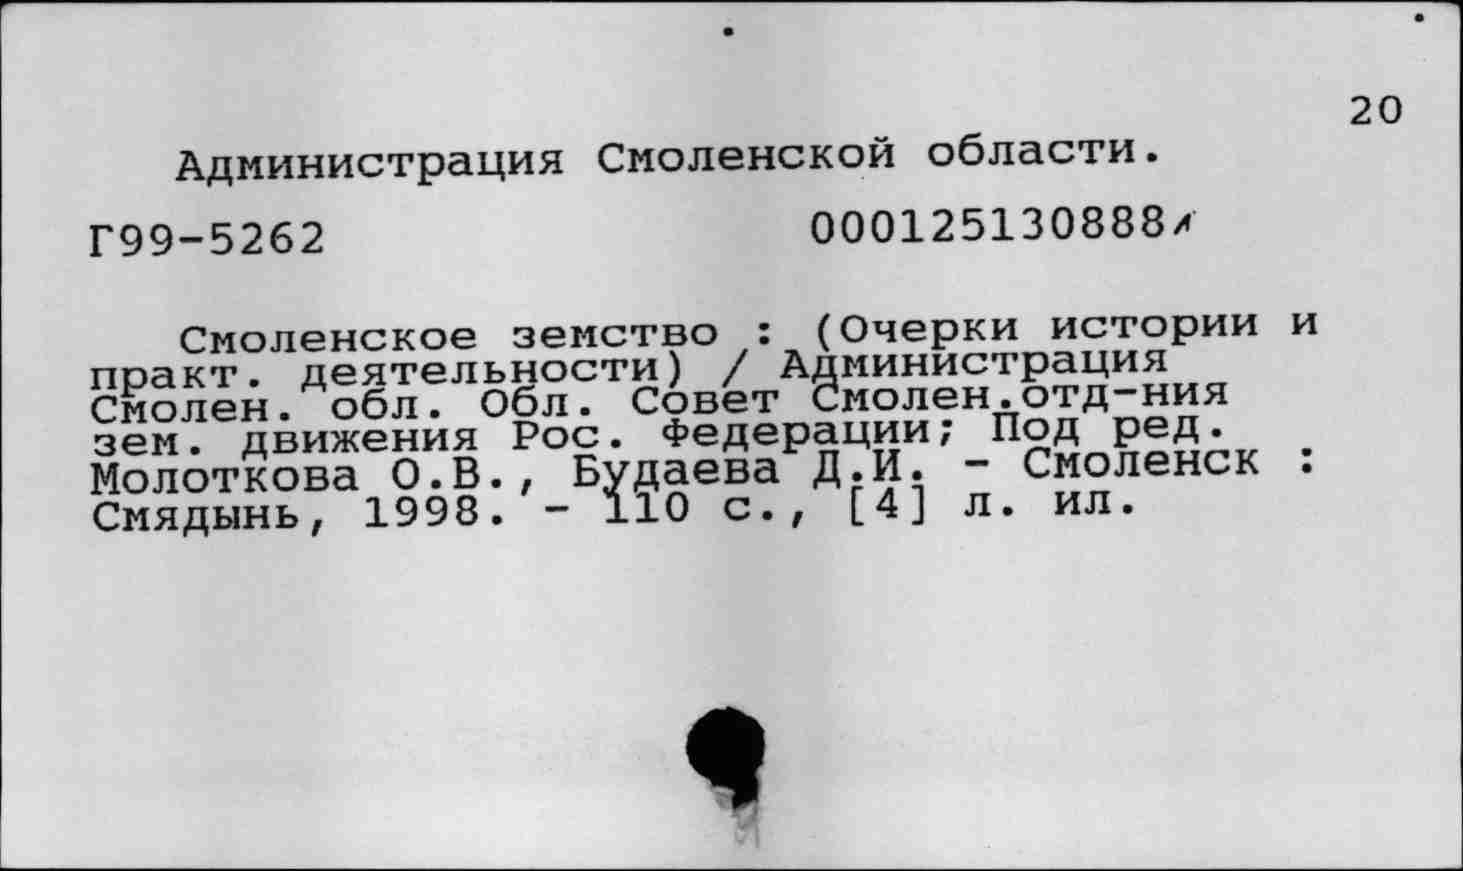 20
Администрация Смоленской области.
Г99-5262 000125130888
Смоленское земство : (Очерки истории и
практ. деятельности) / Администрация
Смолен. обл. Обл. Совет Смолен.отд-ния
зем. движения Рос. Федерации; Под ред.
Молоткова О.В., Будаева Д.И. - Смоленск :
Смядынь, 1998. - 110 с., [4] л. ил.